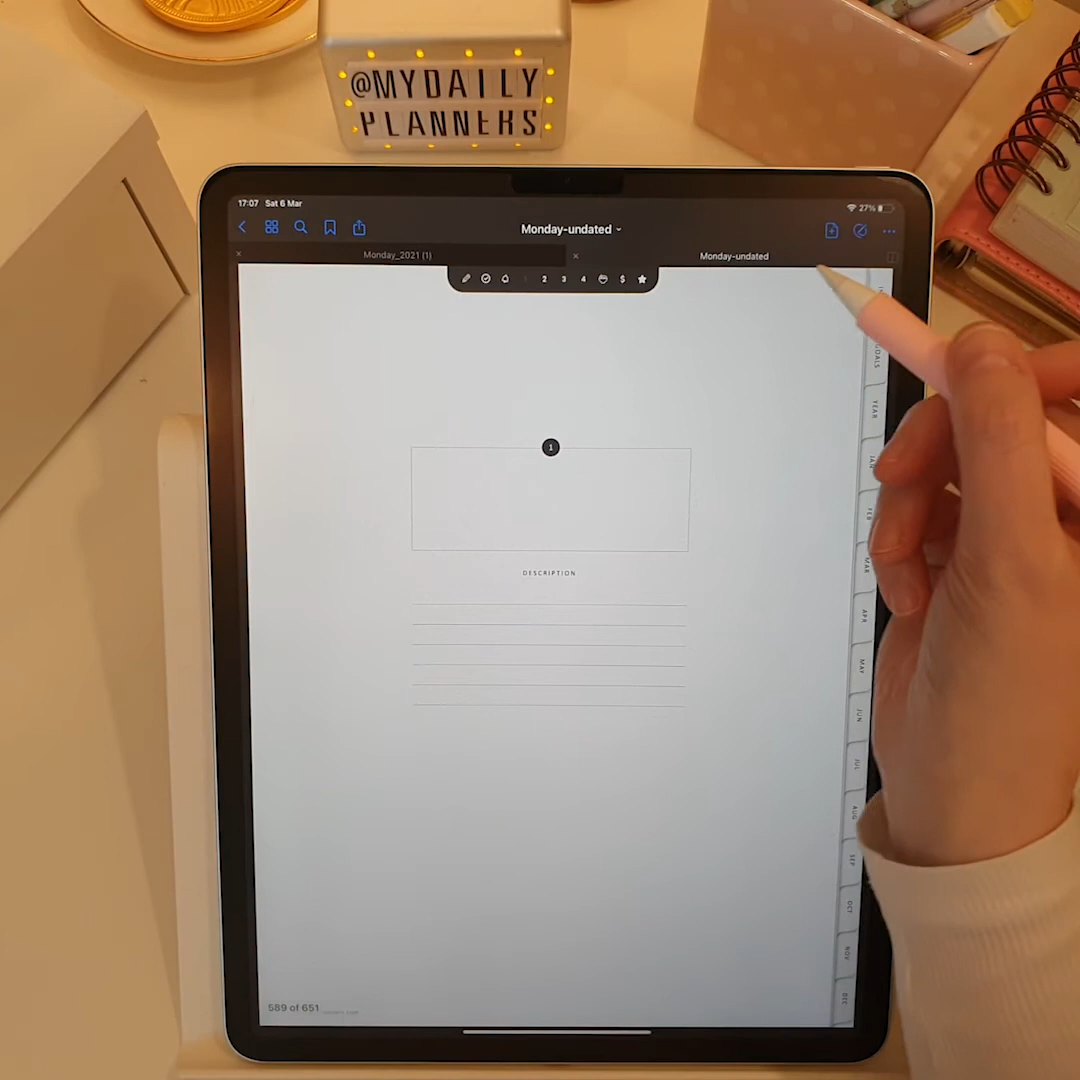 @MYDAILY
PLANNERS
17:07 Sat 6 Mar
27%
Monday-undated
Monday_2021 (1)
Monday-undated
2 3 4 $
GOALS
YEAR
JAN
FEB
MAR
APR
MAY
JUN
JUL
AUG
SEP
OCT
NOV
DEC
1
DESCRIPTION
589 of 651